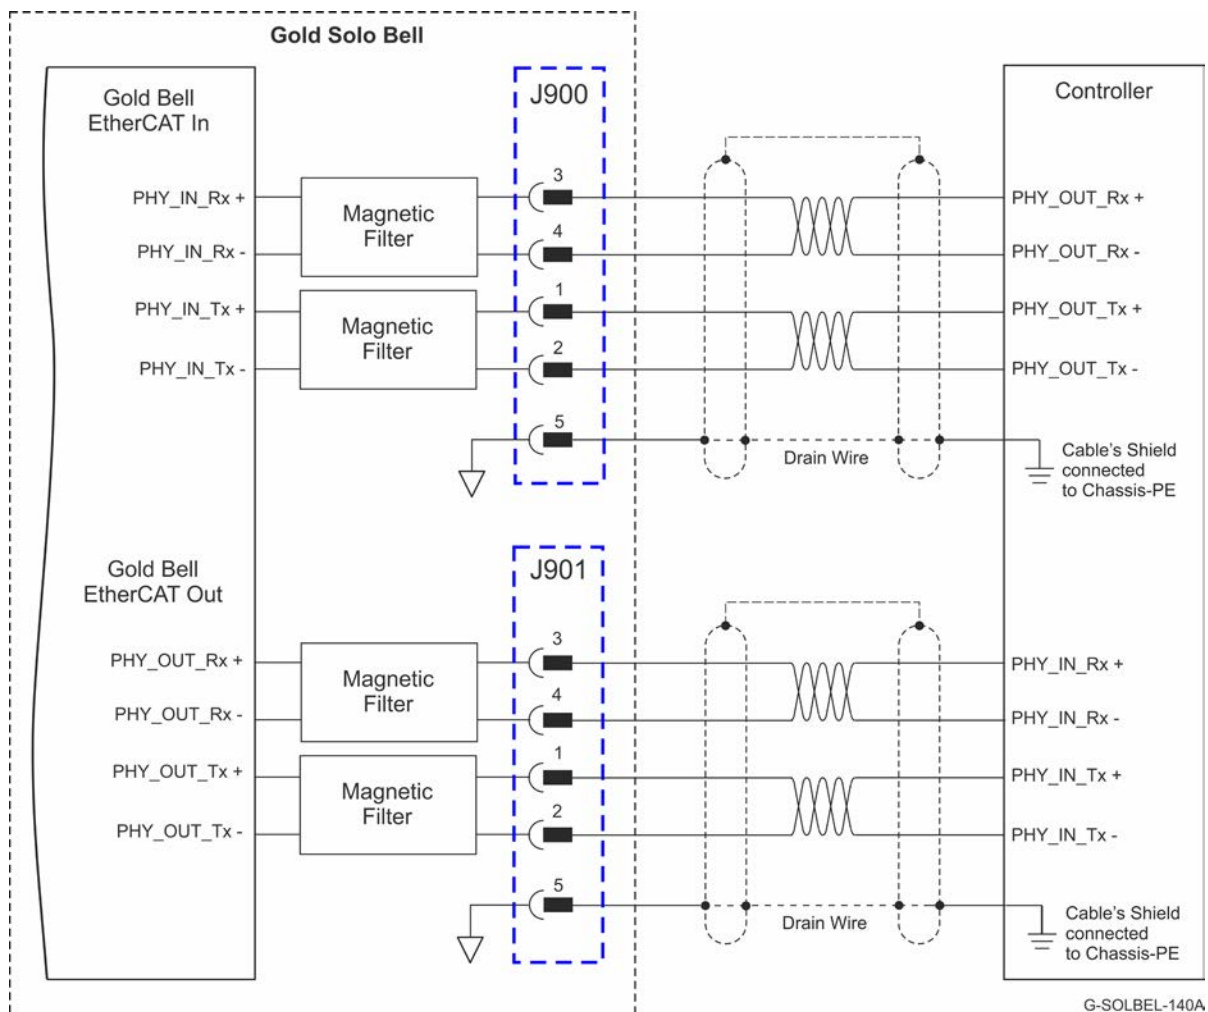 Gold Solo Bell
Gold Bell
EtherCAT In
J900
Controller
PHY_IN_Rx +
Magnetic
Filter
3
PHY_OUT_Rx +
PHY_IN_Rx -
4
PHY_OUT_Rx -
PHY_IN_Tx +
Magnetic
Filter
1
PHY_OUT_Tx +
PHY_IN_Tx -
2
PHY_OUT_Tx -
5
Drain Wire
Cable's Shield
connected
to Chassis-PE
Gold Bell
EtherCAT Out
J901
PHY_OUT_Rx +
Magnetic
Filter
3
PHY_IN_Rx +
PHY_OUT_Rx -
4
PHY_IN_Rx -
PHY_OUT_Tx +
Magnetic
Filter
1
PHY_IN_Tx +
PHY_OUT_Tx -
2
PHY_IN_Tx -
5
Drain Wire
Cable's Shield
connected
to Chassis-PE
G-SOLBEL-140A